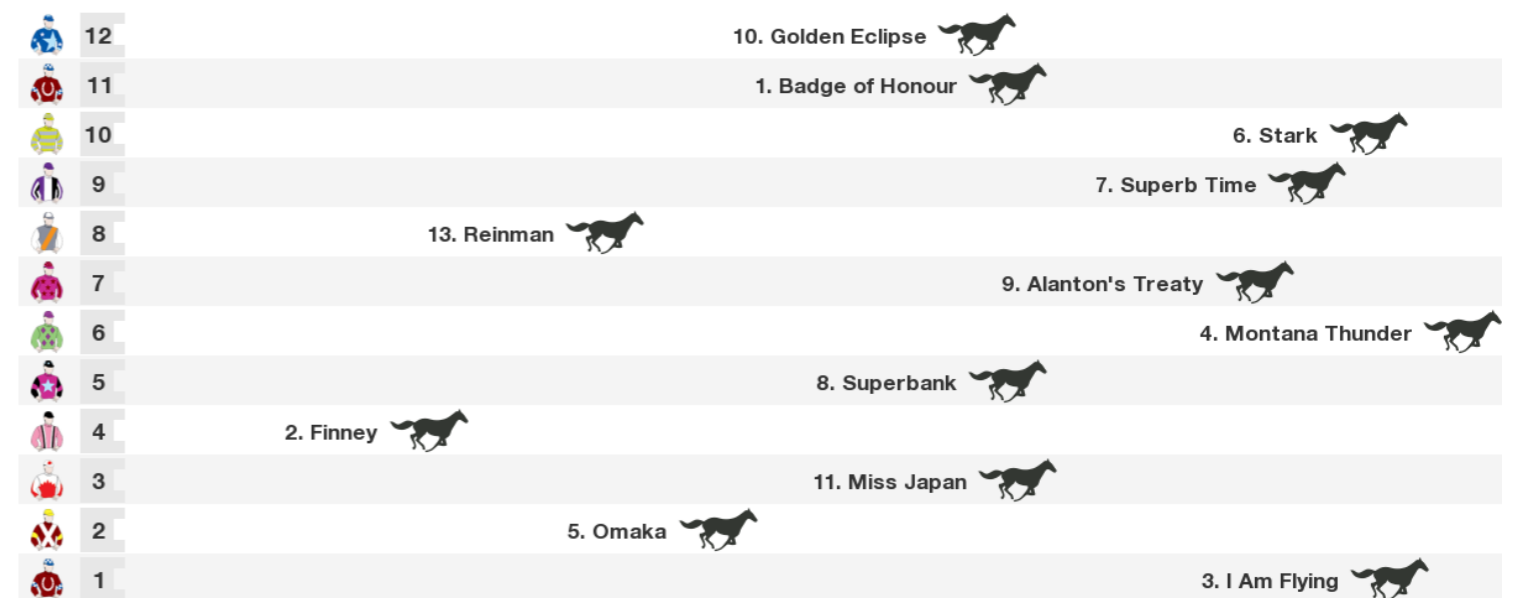 12 10. Golden Eclipse
11 1. Badge of Honour
10 6. Stark
9 7. Superb Time
8 13. Reinman
7 9. Alanton's Treaty
6 4. Montana Thunder
5 8. Superbank
4 2. Finney
3 11. Miss Japan
2 5. Omaka
1 3. I Am Flying